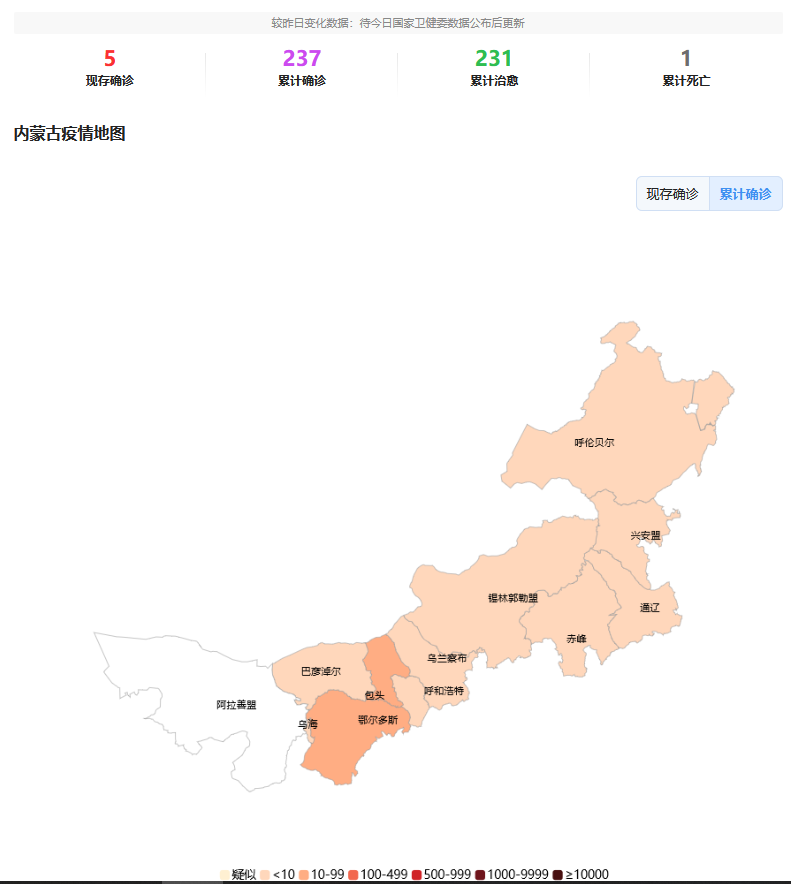 较昨日变化数据：待今日国家卫健委数据公布后更新
5 237 231 1
现存确诊 累计确诊 累计治愈 累计死亡
内蒙古疫情地图
现存确诊 累计确诊
呼伦贝尔
兴安盟
锡林郭勒盟
通辽
赤峰
乌兰察布
巴彦淖尔
呼和浩特
包头
阿拉善盟
鄂尔多斯
乌海
疑似 <10 10-99 100-499 500-999 1000-9999 ≥10000